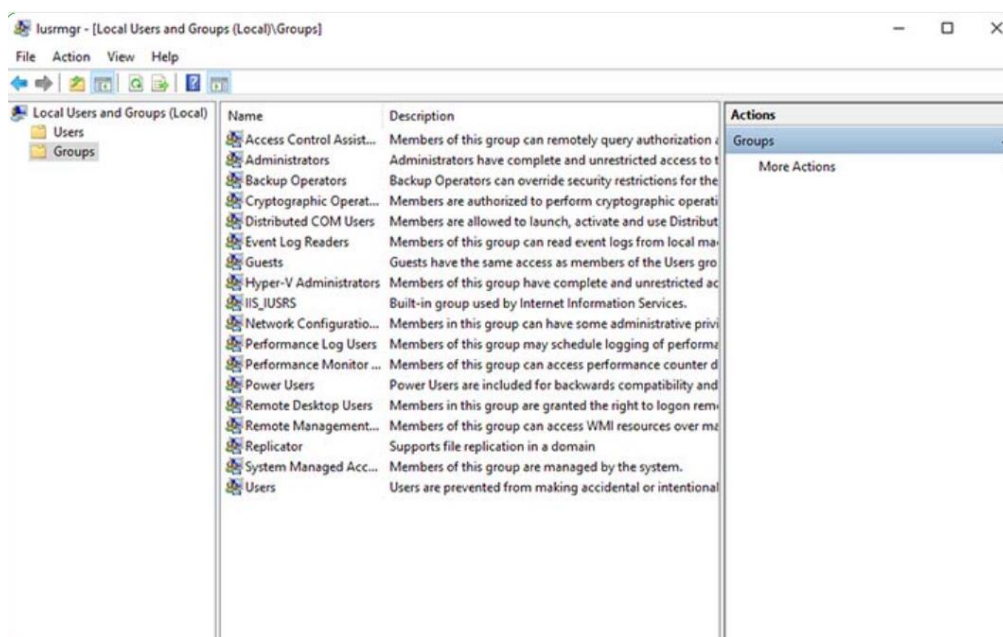 lusrmgr - [Local Users and Groups (Local)\Groups]
File Action View Help
Local Users and Groups (Local)
Users
Groups
Name Description
Access Control Assist... Members of this group can remotely query authorization a
Administrators Administrators have complete and unrestricted access to t
Backup Operators Backup Operators can override security restrictions for the
Cryptographic Operat... Members are authorized to perform cryptographic operati
Distributed COM Users Members are allowed to launch, activate and use Distribut
Event Log Readers Members of this group can read event logs from local ma
Guests Guests have the same access as members of the Users gro
Hyper-V Administrators Members of this group have complete and unrestricted ac
IIS_IUSRS Built-in group used by Internet Information Services.
Network Configuratio... Members in this group can have some administrative privi
Performance Log Users Members of this group may schedule logging of performa
Performance Monitor ... Members of this group can access performance counter d
Power Users Power Users are included for backwards compatibility and
Remote Desktop Users Members in this group are granted the right to logon rem
Remote Management... Members of this group can access WMI resources over ma
Replicator Supports file replication in a domain
System Managed Acc... Members of this group are managed by the system.
Users Users are prevented from making accidental or intentional
Actions
Groups
More Actions